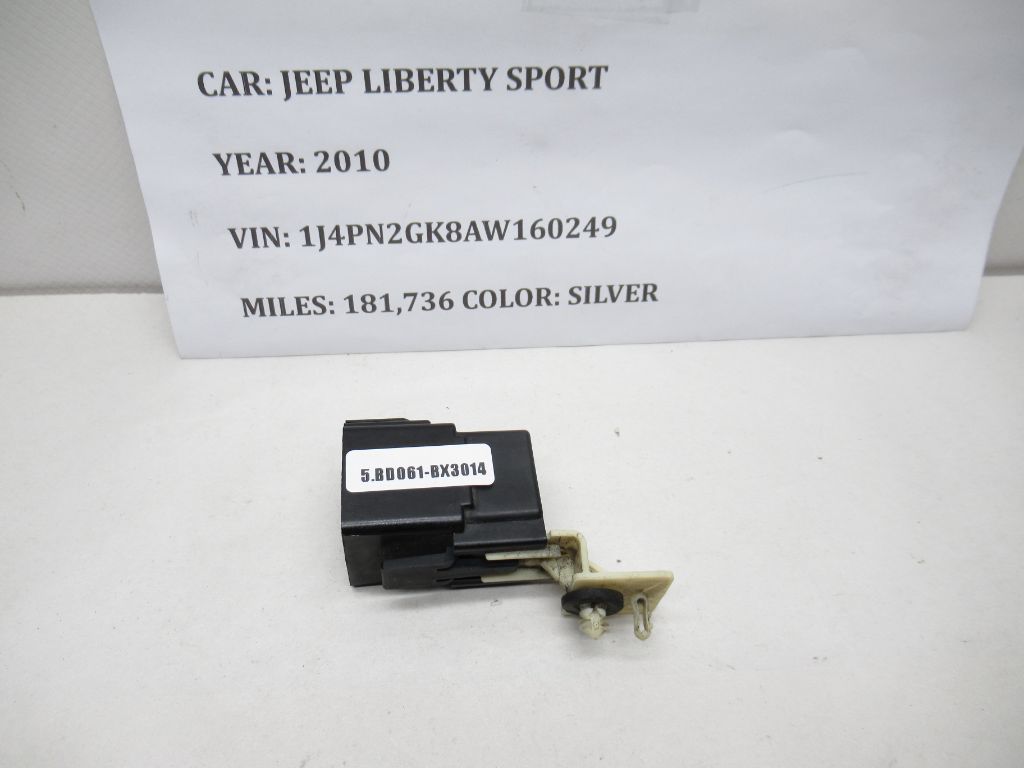 CAR: JEEP LIBERTY SPORT
YEAR: 2010
VIN: 1J4PN2GK8AW160249
MILES: 181,736 COLOR: SILVER
5.BD061-BX3014